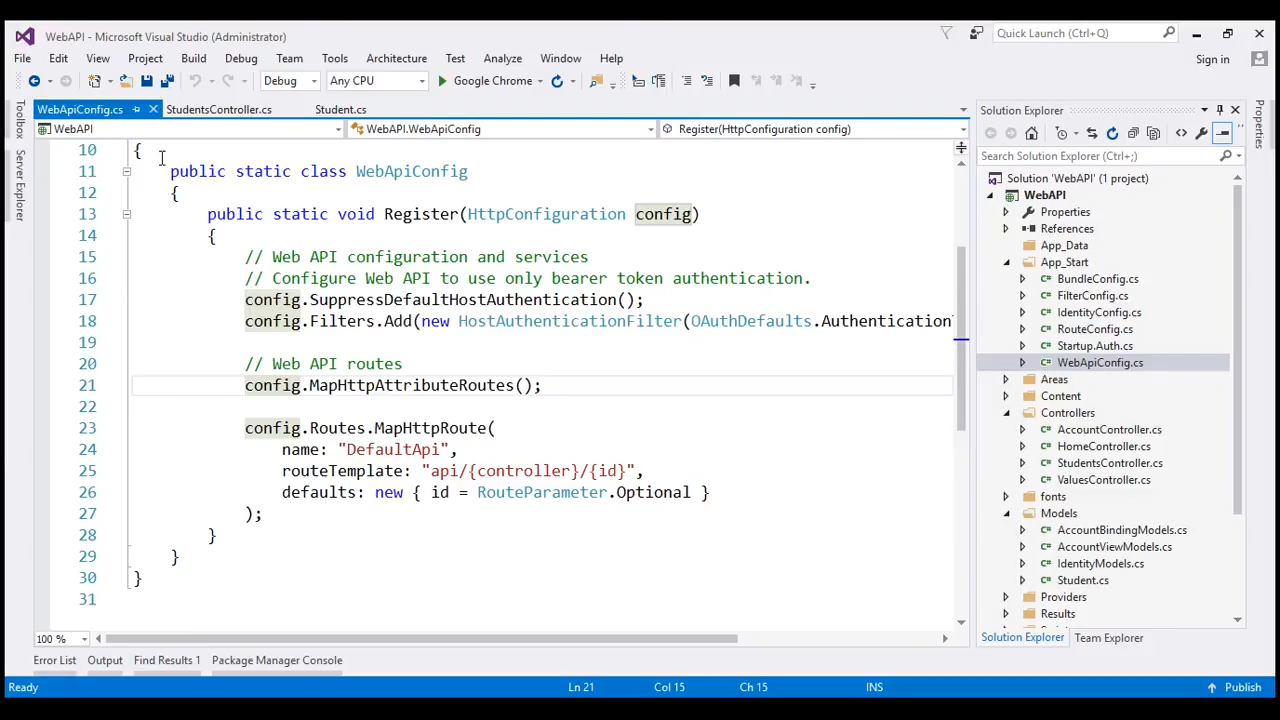 WebAPI - Microsoft Visual Studio (Administrator)
Quick Launch (Ctrl+Q)
File Edit View Project Build Debug Team Tools Architecture Test Analyze Window Help
Sign in
Debug Any CPU Google Chrome
Toolbox
Server Explorer
WebApiConfig.cs StudentsController.cs Student.cs
WebAPI WebAPI.WebApiConfig Register(HttpConfiguration config)
10 {
11 public static class WebApiConfig
12 {
13 public static void Register(HttpConfiguration config)
14 {
15 // Web API configuration and services
16 // Configure Web API to use only bearer token authentication.
17 config.SuppressDefaultHostAuthentication();
18 config.Filters.Add(new HostAuthenticationFilter(OAuthDefaults.Authentication
19
20 // Web API routes
21 config.MapHttpAttributeRoutes();
22
23 config.Routes.MapHttpRoute(
24 name: "DefaultApi",
25 routeTemplate: "api/{controller}/{id}",
26 defaults: new { id = RouteParameter.Optional }
27 );
28 }
29 }
30 }
31
100 %
Error List Output Find Results 1 Package Manager Console
Ready Ln 21 Col 15 Ch 15 INS Publish
Solution Explorer
Search Solution Explorer (Ctrl+;)
Solution 'WebAPI' (1 project)
WebAPI
Properties
References
App_Data
App_Start
BundleConfig.cs
FilterConfig.cs
IdentityConfig.cs
RouteConfig.cs
Startup.Auth.cs
WebApiConfig.cs
Areas
Content
Controllers
AccountController.cs
HomeController.cs
StudentsController.cs
ValuesController.cs
fonts
Models
AccountBindingModels.cs
AccountViewModels.cs
IdentityModels.cs
Student.cs
Providers
Results
Solution Explorer Team Explorer
Properties